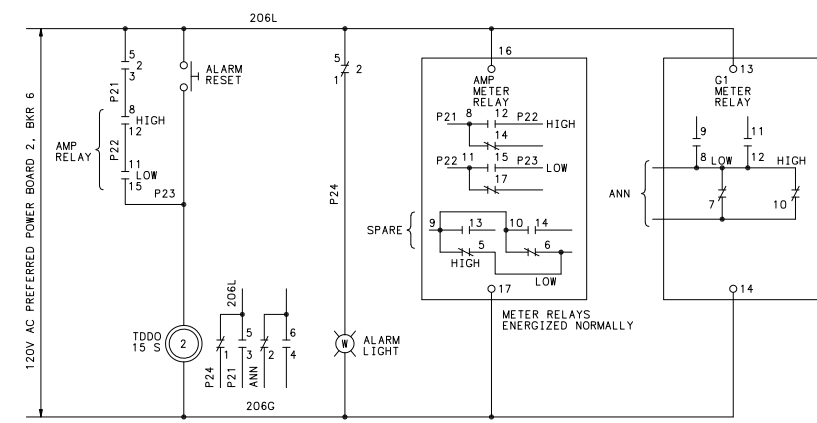 206L
120V AC PREFERRED POWER BOARD 2, BKR 6
5
2
3
P21
ALARM
RESET
8
HIGH
12
AMP
RELAY
P22
11
LOW
15
P23
TDDO
15 S
2
206L
5
1
3
2
6
4
P24
P21
ANN
5
2
1
P24
W
ALARM
LIGHT
16
AMP
METER
RELAY
P21 8 12 P22 HIGH
14
P22 11 15 P23 LOW
17
SPARE
9 13 10 14
5 6
HIGH
LOW
17
METER RELAYS
ENERGIZED NORMALLY
13
G1
METER
RELAY
9 11
8 LOW 12 HIGH
ANN
7 10
14
206G